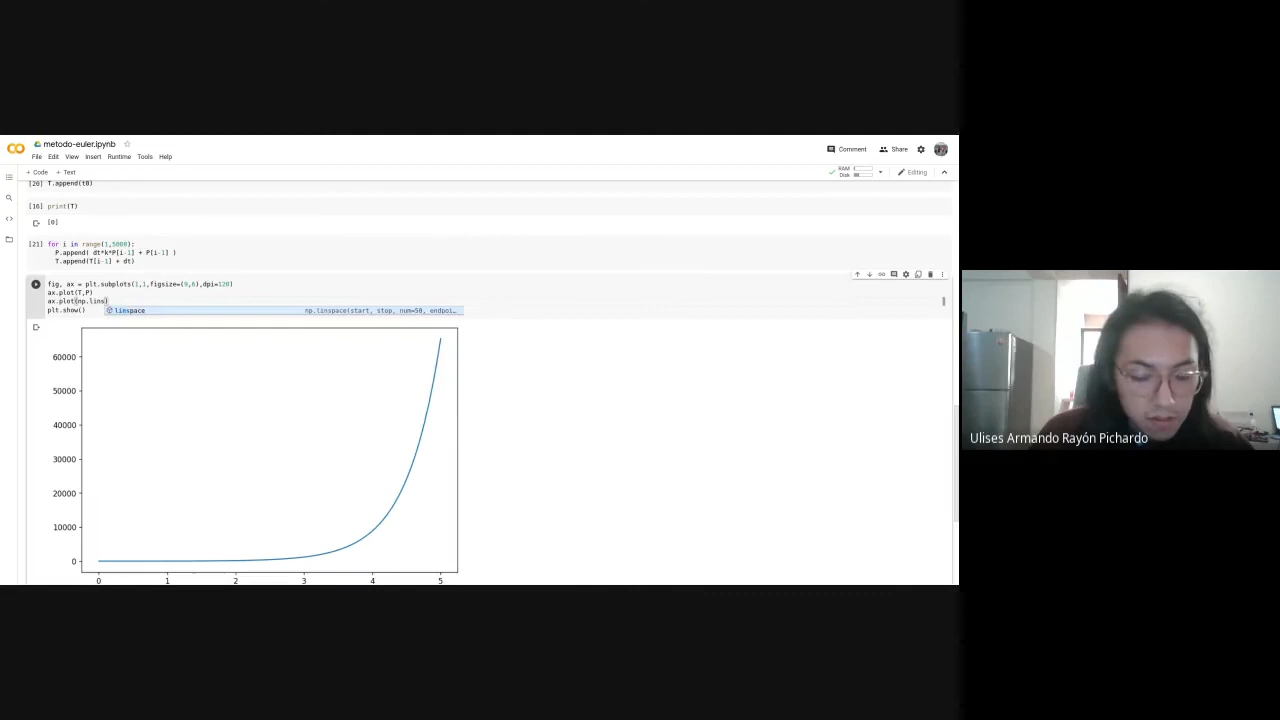 metodo-euler.ipynb
File Edit View Insert Runtime Tools Help
Comment Share
+ Code + Text
RAM
Disk
Editing
[20] T.append(t0)
[16] print(T)
[0]
[21] for i in range(1,5000):
P.append( dt*k*P[i-1] + P[i-1] )
T.append(T[i-1] + dt)
fig, ax = plt.subplots(1,1,figsize=(9,6),dpi=120)
ax.plot(T,P)
ax.plot(np.lins)
linspace np.linspace(start, stop, num=50, endpoi…
plt.show()
60000
50000
40000
30000
20000
10000
0
0 1 2 3 4 5
Ulises Armando Rayón Pichardo